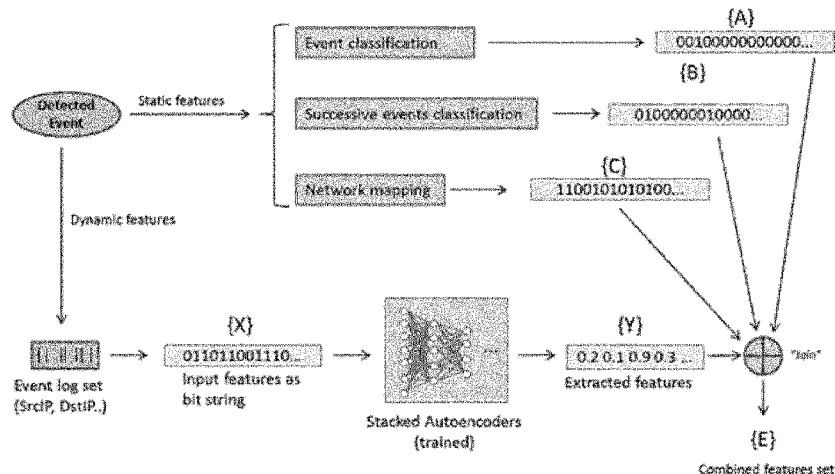 {A}
Event classification
00100000000000...
{B}
Detected
Event
Static features
Successive events classification
0100000010000...
{C}
Network mapping
1100101010100...
Dynamic features
{X}
{Y}
011011001110...
...
0.2 0.1 0.9 0.3 ...
"Join"
Event log set
(SrcIP, DstIP..)
Input features as
bit string
Extracted features
Stacked Autoencoders
(trained)
{E}
Combined features set